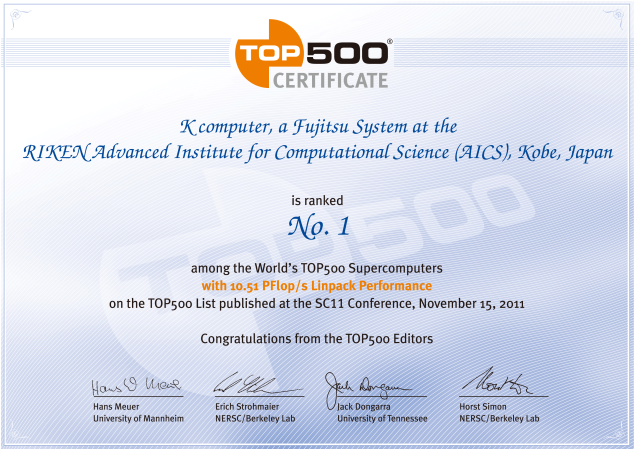 TOP500®
CERTIFICATE
K computer, a Fujitsu System at the
RIKEN Advanced Institute for Computational Science (AICS), Kobe, Japan
is ranked
No. 1
among the World's TOP500 Supercomputers
with 10.51 PFlop/s Linpack Performance
on the TOP500 List published at the SC11 Conference, November 15, 2011
Congratulations from the TOP500 Editors
Hans Meuer
University of Mannheim
Erich Strohmaier
NERSC/Berkeley Lab
Jack Dongarra
University of Tennessee
Horst Simon
NERSC/Berkeley Lab